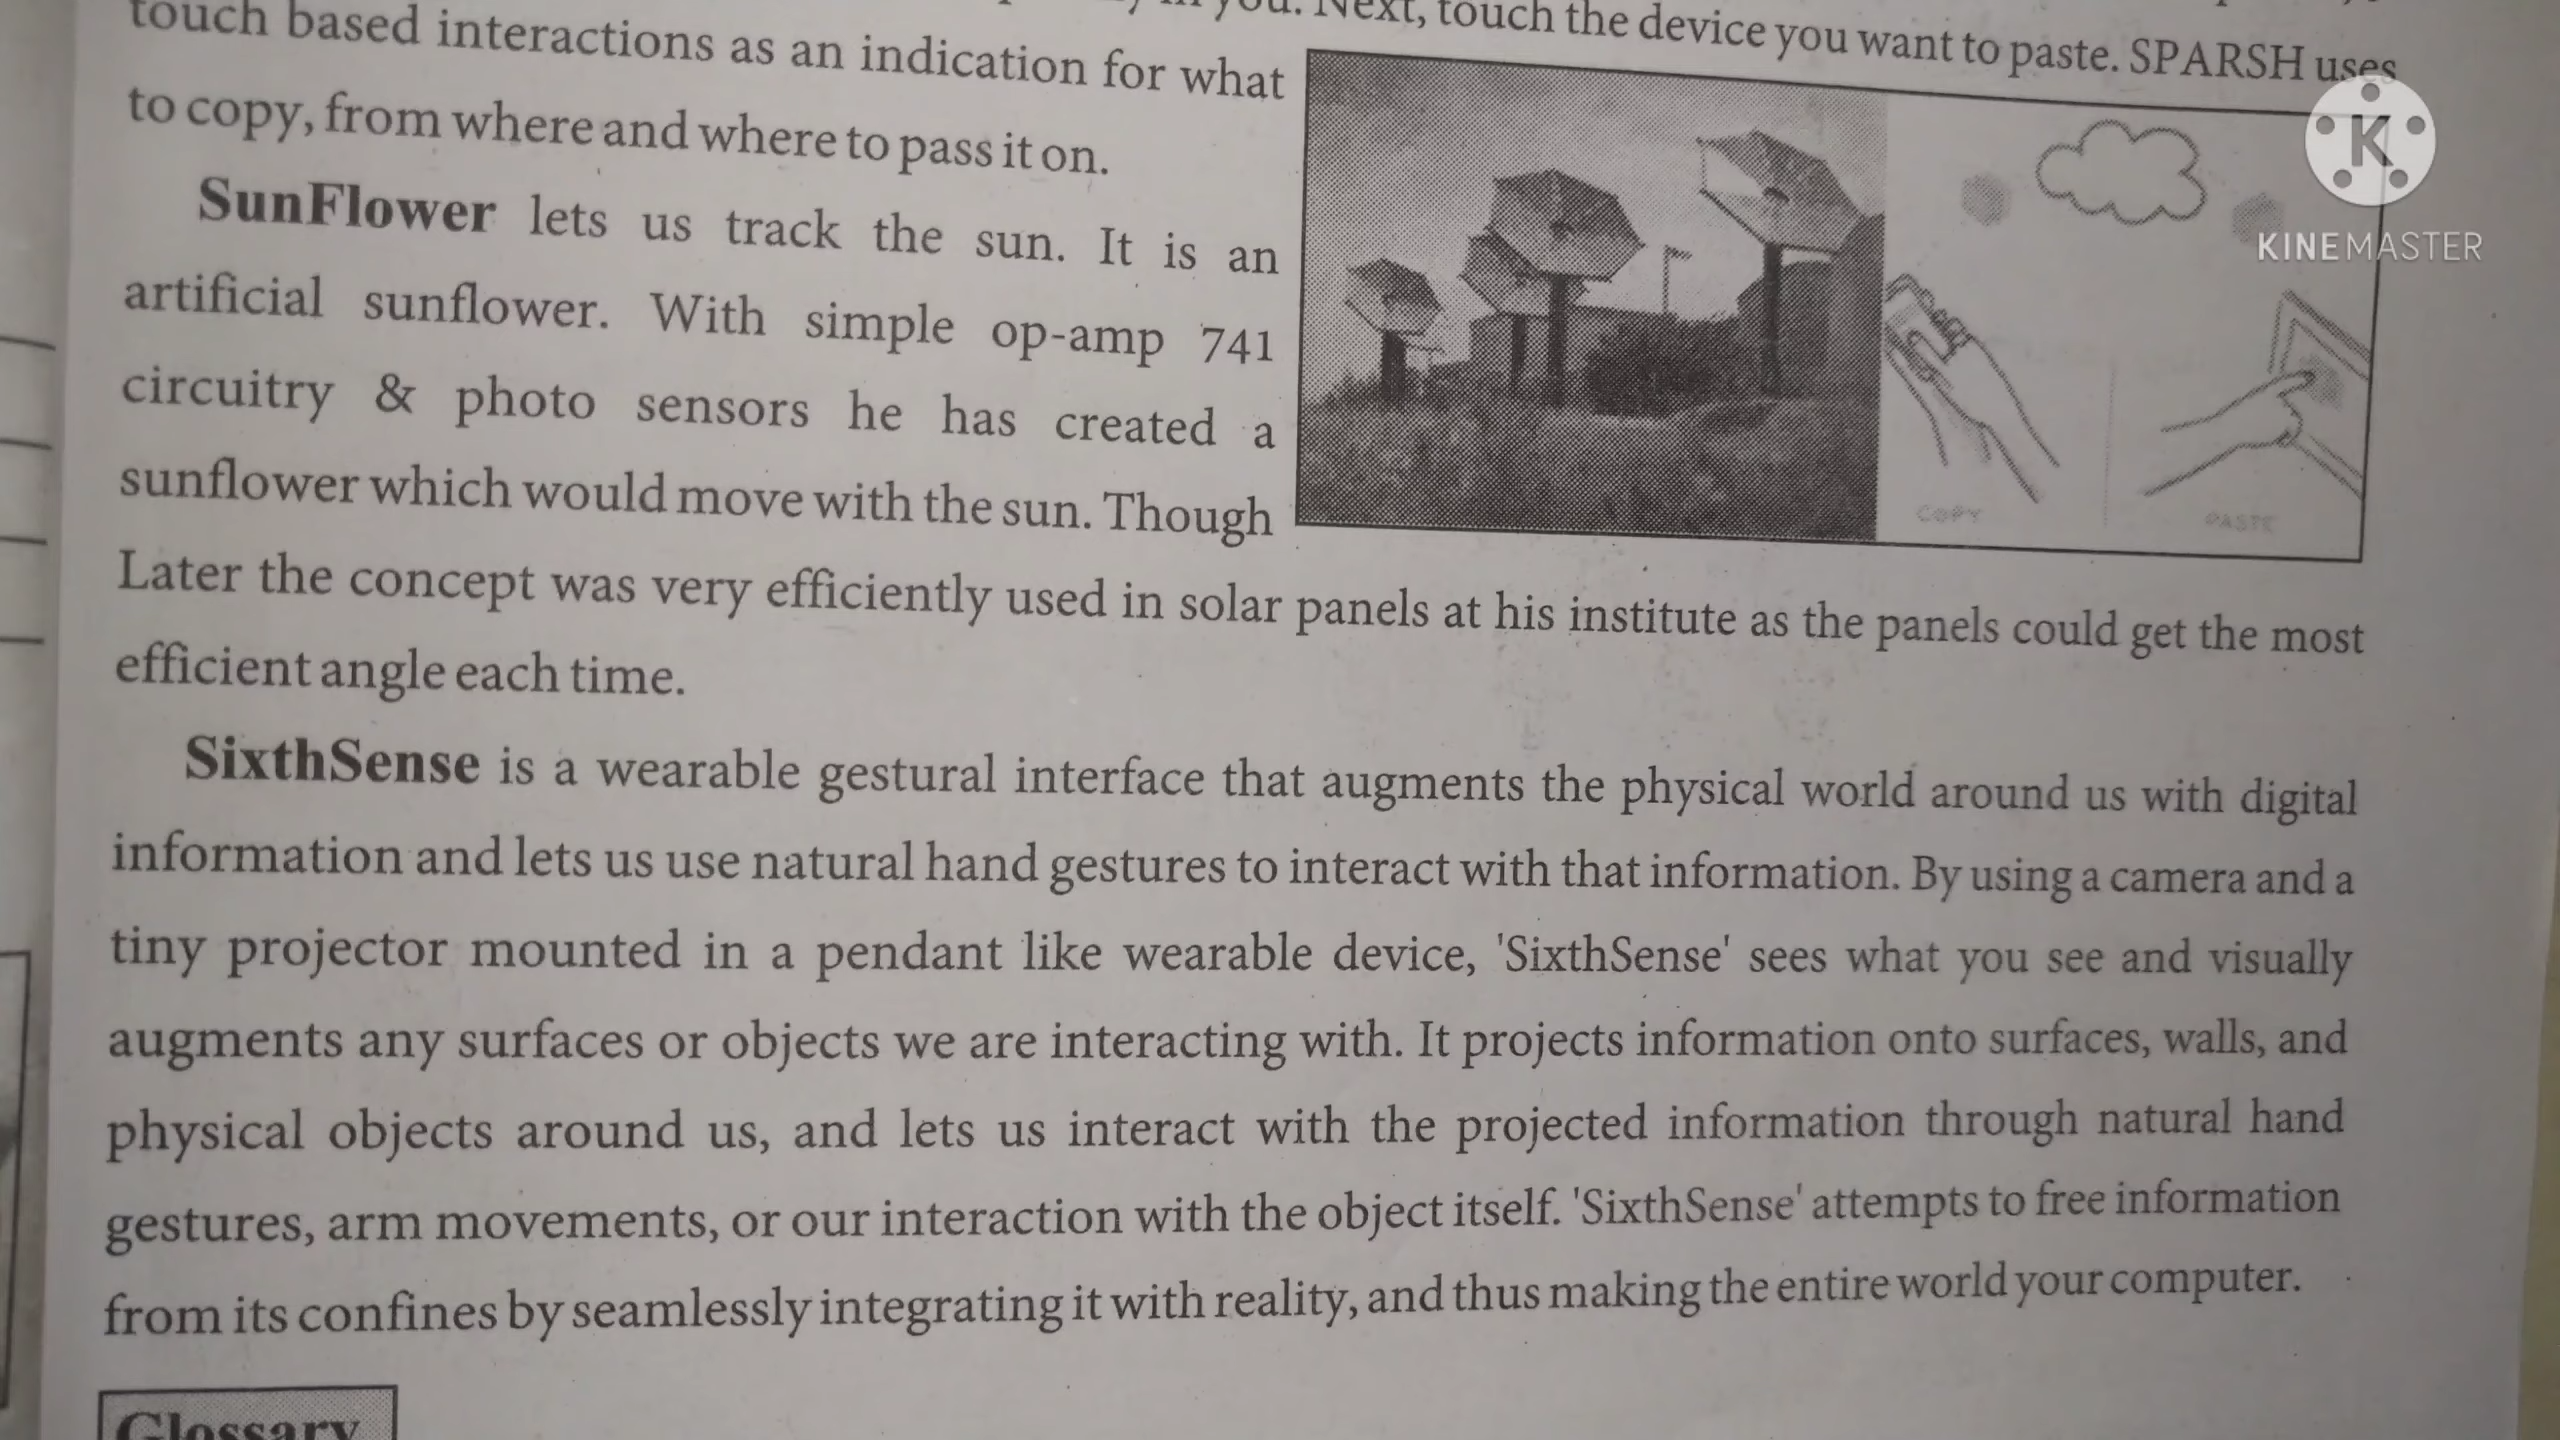 you. Next, touch the device you want to paste. SPARSH uses
touch based interactions as an indication for what
to copy, from where and where to pass it on.
SunFlower lets us track the sun. It is an
artificial sunflower. With simple op-amp 741
circuitry & photo sensors he has created a
sunflower which would move with the sun. Though
Later the concept was very efficiently used in solar panels at his institute as the panels could get the most
efficient angle each time.
SixthSense is a wearable gestural interface that augments the physical world around us with digital
information and lets us use natural hand gestures to interact with that information. By using a camera and a
tiny projector mounted in a pendant like wearable device, 'SixthSense' sees what you see and visually
augments any surfaces or objects we are interacting with. It projects information onto surfaces, walls, and
physical objects around us, and lets us interact with the projected information through natural hand
gestures, arm movements, or our interaction with the object itself. 'SixthSense' attempts to free information
from its confines by seamlessly integrating it with reality, and thus making the entire world your computer.
Glossary
COPY
PASTE
K
KINEMASTER